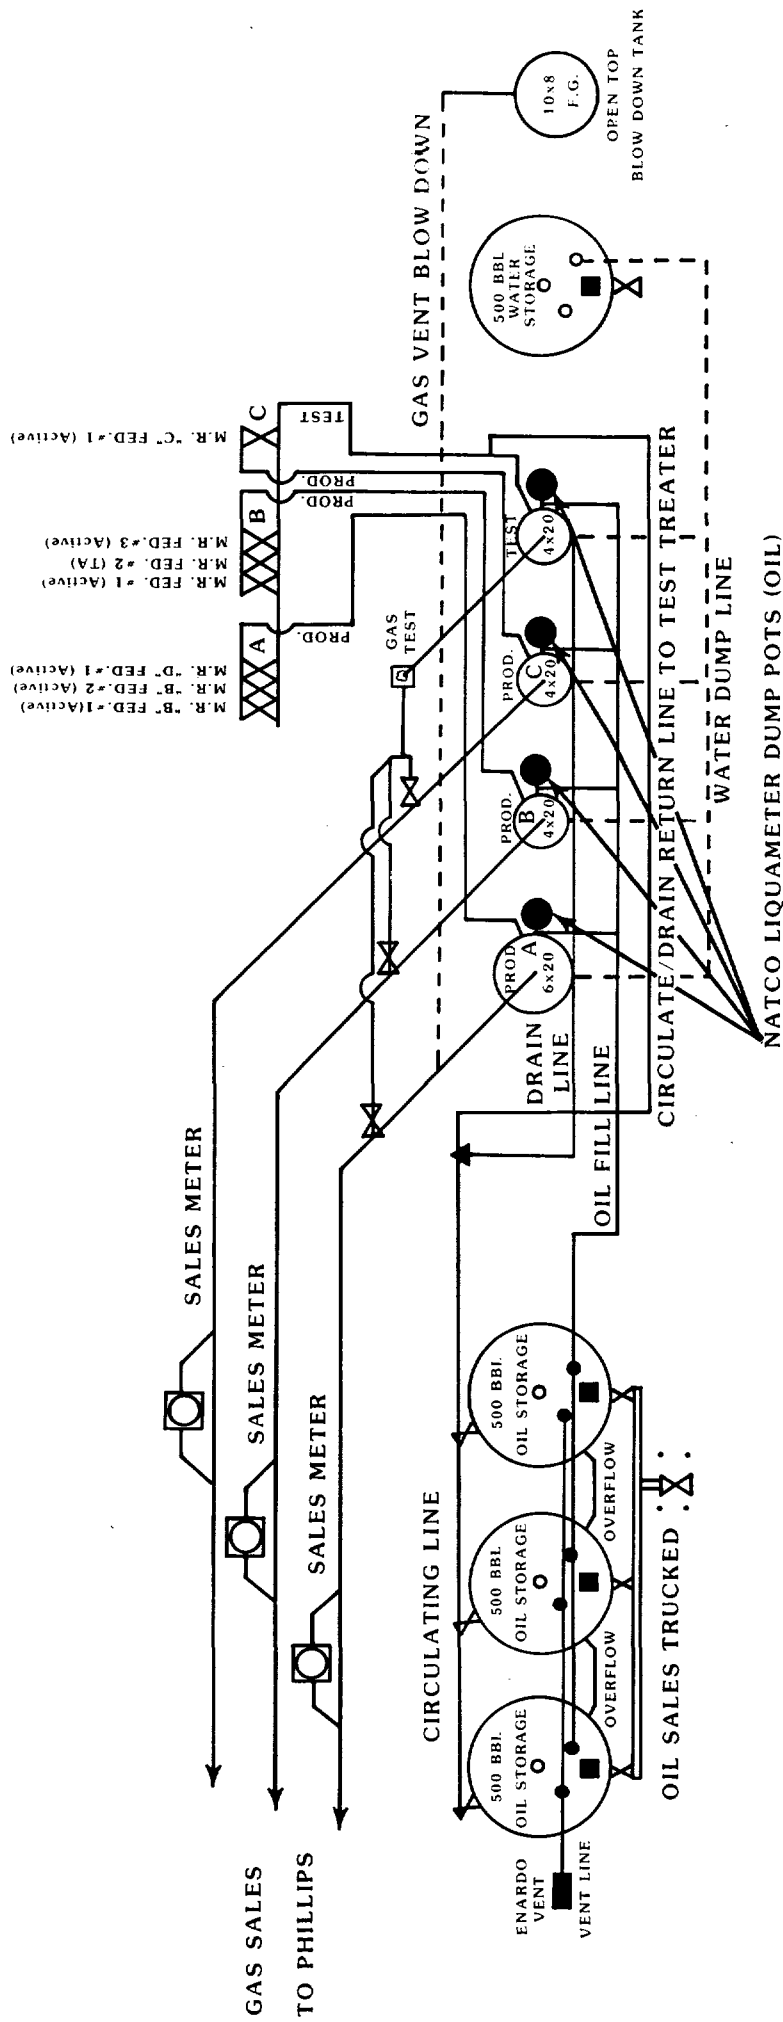 GAS SALES
TO PHILLIPS
SALES METER
SALES METER
SALES METER
M.R. "B" FED.#1(Active)
M.R. "B" FED.#2 (Active)
M.R. "D" FED.#1 (Active)
A
M.R. FED. #1 (Active)
M.R. FED. #2 (TA)
M.R. FED.#3 (Active)
B
M.R. "C" FED.#1 (Active)
C
PROD.
PROD.
PROD.
TEST
GAS
TEST
GAS VENT BLOW DOWN
10x8
F.G.
OPEN TOP
BLOW DOWN TANK
500 BBL
WATER
STORAGE
PROD
A
6x20
PROD.
B
4x20
PROD.
C
4x20
TEST
4x20
DRAIN
LINE
OIL FILL LINE
CIRCULATE/DRAIN RETURN LINE TO TEST TREATER
WATER DUMP LINE
NATCO LIQUAMETER DUMP POTS (OIL)
CIRCULATING LINE
500 BBL
OIL STORAGE
500 BBL
OIL STORAGE
500 BBL
OIL STORAGE
OVERFLOW
OVERFLOW
OIL SALES TRUCKED
ENARDO
VENT
VENT LINE